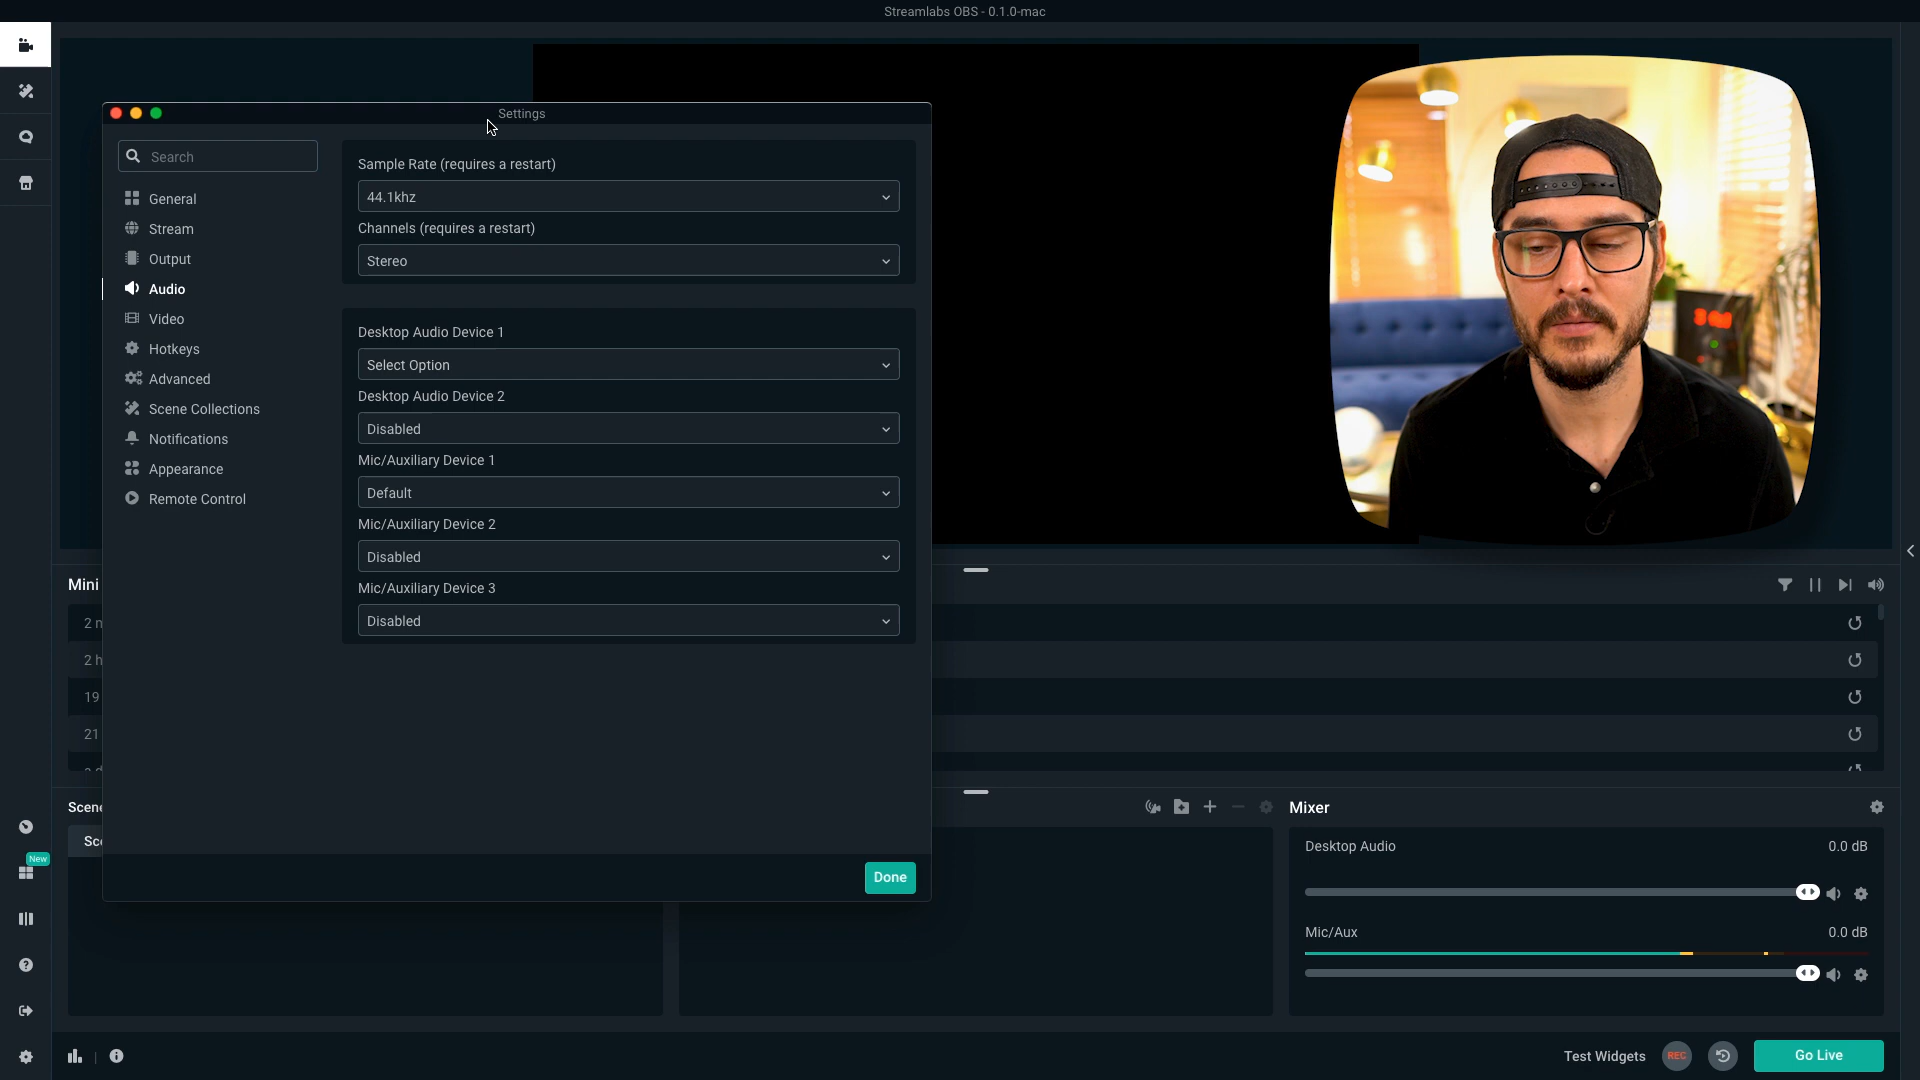 Streamlabs OBS - 0.1.0-mac
Settings
Search
General
Stream
Output
Audio
Video
Hotkeys
Advanced
Scene Collections
Notifications
Appearance
Remote Control
Sample Rate (requires a restart)
44.1khz
Channels (requires a restart)
Stereo
Desktop Audio Device 1
Select Option
Desktop Audio Device 2
Disabled
Mic/Auxiliary Device 1
Default
Mic/Auxiliary Device 2
Disabled
Mic/Auxiliary Device 3
Disabled
Done
Mini
2 m
2 h
19
21
Scene
Sce
Mixer
Desktop Audio 0.0 dB
Mic/Aux 0.0 dB
New
Test Widgets
REC
Go Live